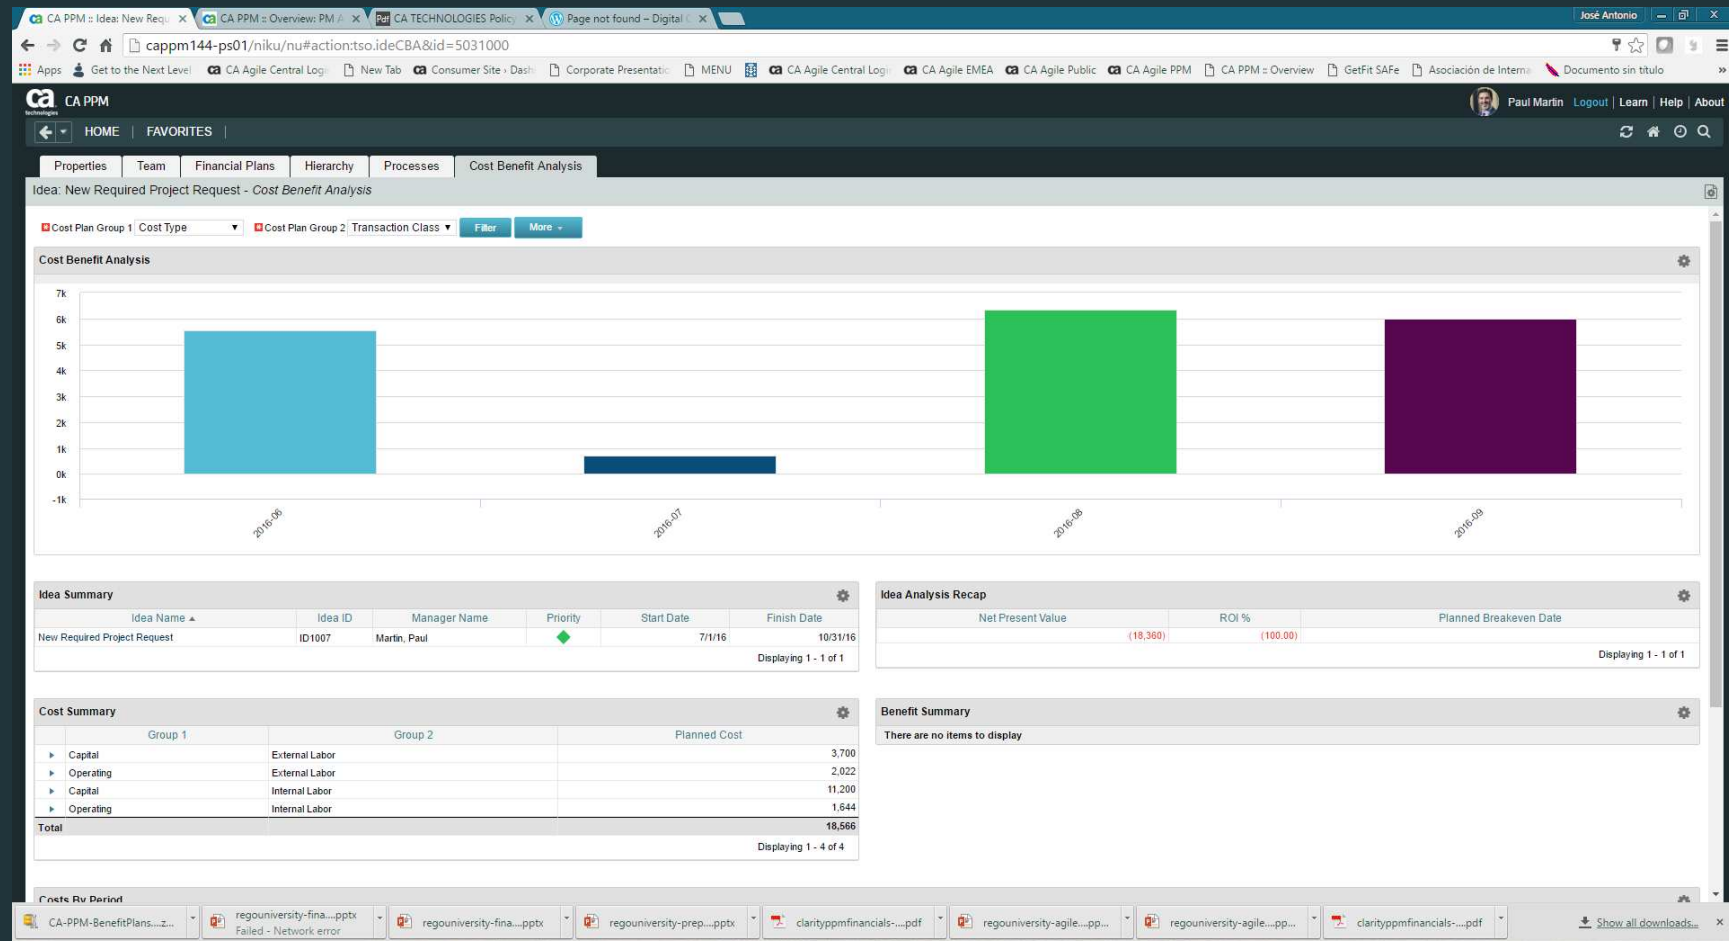 CA PPM :: Idea: New Requ
CA PPM :: Overview: PM A
CA TECHNOLOGIES Policy
Page not found – Digital C
José Antonio
cappm144-ps01/niku/nu#action:tso.ideCBA&id=5031000
Apps
Get to the Next Level
CA Agile Central Logi
New Tab
Consumer Site › Dash
Corporate Presentatio
MENU
CA Agile Central Logi
CA Agile EMEA
CA Agile Public
CA Agile PPM
CA PPM :: Overview
GetFit SAFe
Asociación de Interna
Documento sin título
»
ca technologies
CA PPM
Paul Martin Logout | Learn | Help | About
HOME | FAVORITES |
Properties
Team
Financial Plans
Hierarchy
Processes
Cost Benefit Analysis
Idea: New Required Project Request - Cost Benefit Analysis
Cost Plan Group 1 Cost Type
Cost Plan Group 2 Transaction Class
Filter
More
Cost Benefit Analysis
7k
6k
5k
4k
3k
2k
1k
0k
-1k
2016-06
2016-07
2016-08
2016-09
Idea Summary
Idea Name Idea ID Manager Name Priority Start Date Finish Date
New Required Project Request ID1007 Martin, Paul 7/1/16 10/31/16
Displaying 1 - 1 of 1
Idea Analysis Recap
Net Present Value ROI % Planned Breakeven Date
(18,360) (100.00)
Displaying 1 - 1 of 1
Cost Summary
Group 1 Group 2 Planned Cost
Capital External Labor 3,700
Operating External Labor 2,022
Capital Internal Labor 11,200
Operating Internal Labor 1,644
Total 18,566
Displaying 1 - 4 of 4
Benefit Summary
There are no items to display
Costs By Period
CA-PPM-BenefitPlans....z...
regouniversity-fina....pptx
Failed - Network error
regouniversity-fina....pptx
regouniversity-prep....pptx
clarityppmfinancials-....pdf
regouniversity-agile....pp...
regouniversity-agile....pp...
clarityppmfinancials-....pdf
Show all downloads...